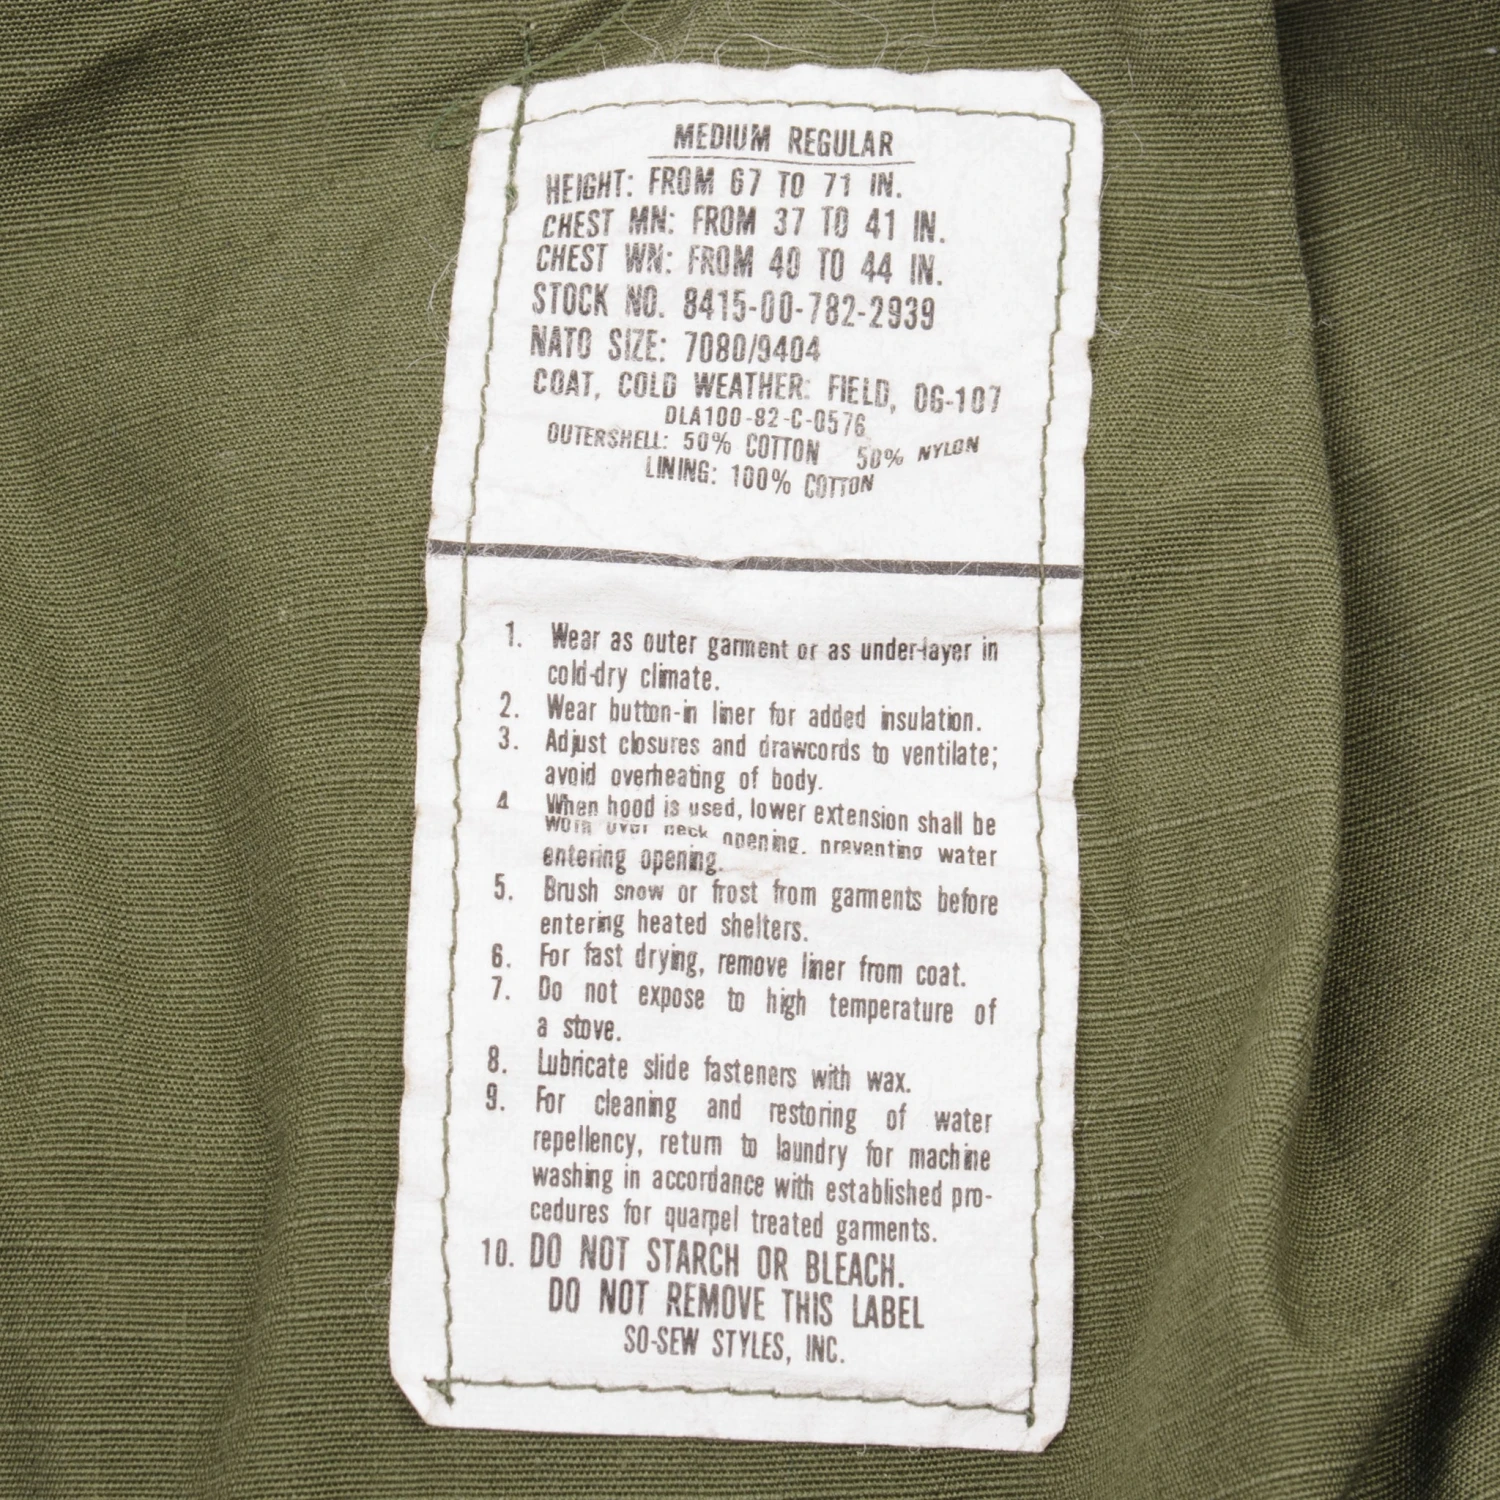 MEDIUM REGULAR
HEIGHT: FROM 67 TO 71 IN.
CHEST MN: FROM 37 TO 41 IN.
CHEST WN: FROM 40 TO 44 IN.
STOCK NO. 8415-00-782-2939
NATO SIZE: 7080/9404
COAT, COLD WEATHER: FIELD, OG-107
DLA100-82-C-0576
OUTERSHELL: 50% COTTON 50% NYLON
LINING: 100% COTTON
1. Wear as outer garment or as under-layer in
cold-dry climate.
2. Wear button-in liner for added insulation.
3. Adjust closures and drawcords to ventilate;
avoid overheating of body.
4 When hood is used, lower extension shall be
worn over neck opening, preventing water
entering opening.
5. Brush snow or frost from garments before
entering heated shelters.
6. For fast drying, remove liner from coat.
7. Do not expose to high temperature of
a stove.
8. Lubricate slide fasteners with wax.
9. For cleaning and restoring of water
repellency, return to laundry for machine
washing in accordance with established pro-
cedures for quarpel treated garments.
10. DO NOT STARCH OR BLEACH.
DO NOT REMOVE THIS LABEL
SO-SEW STYLES, INC.